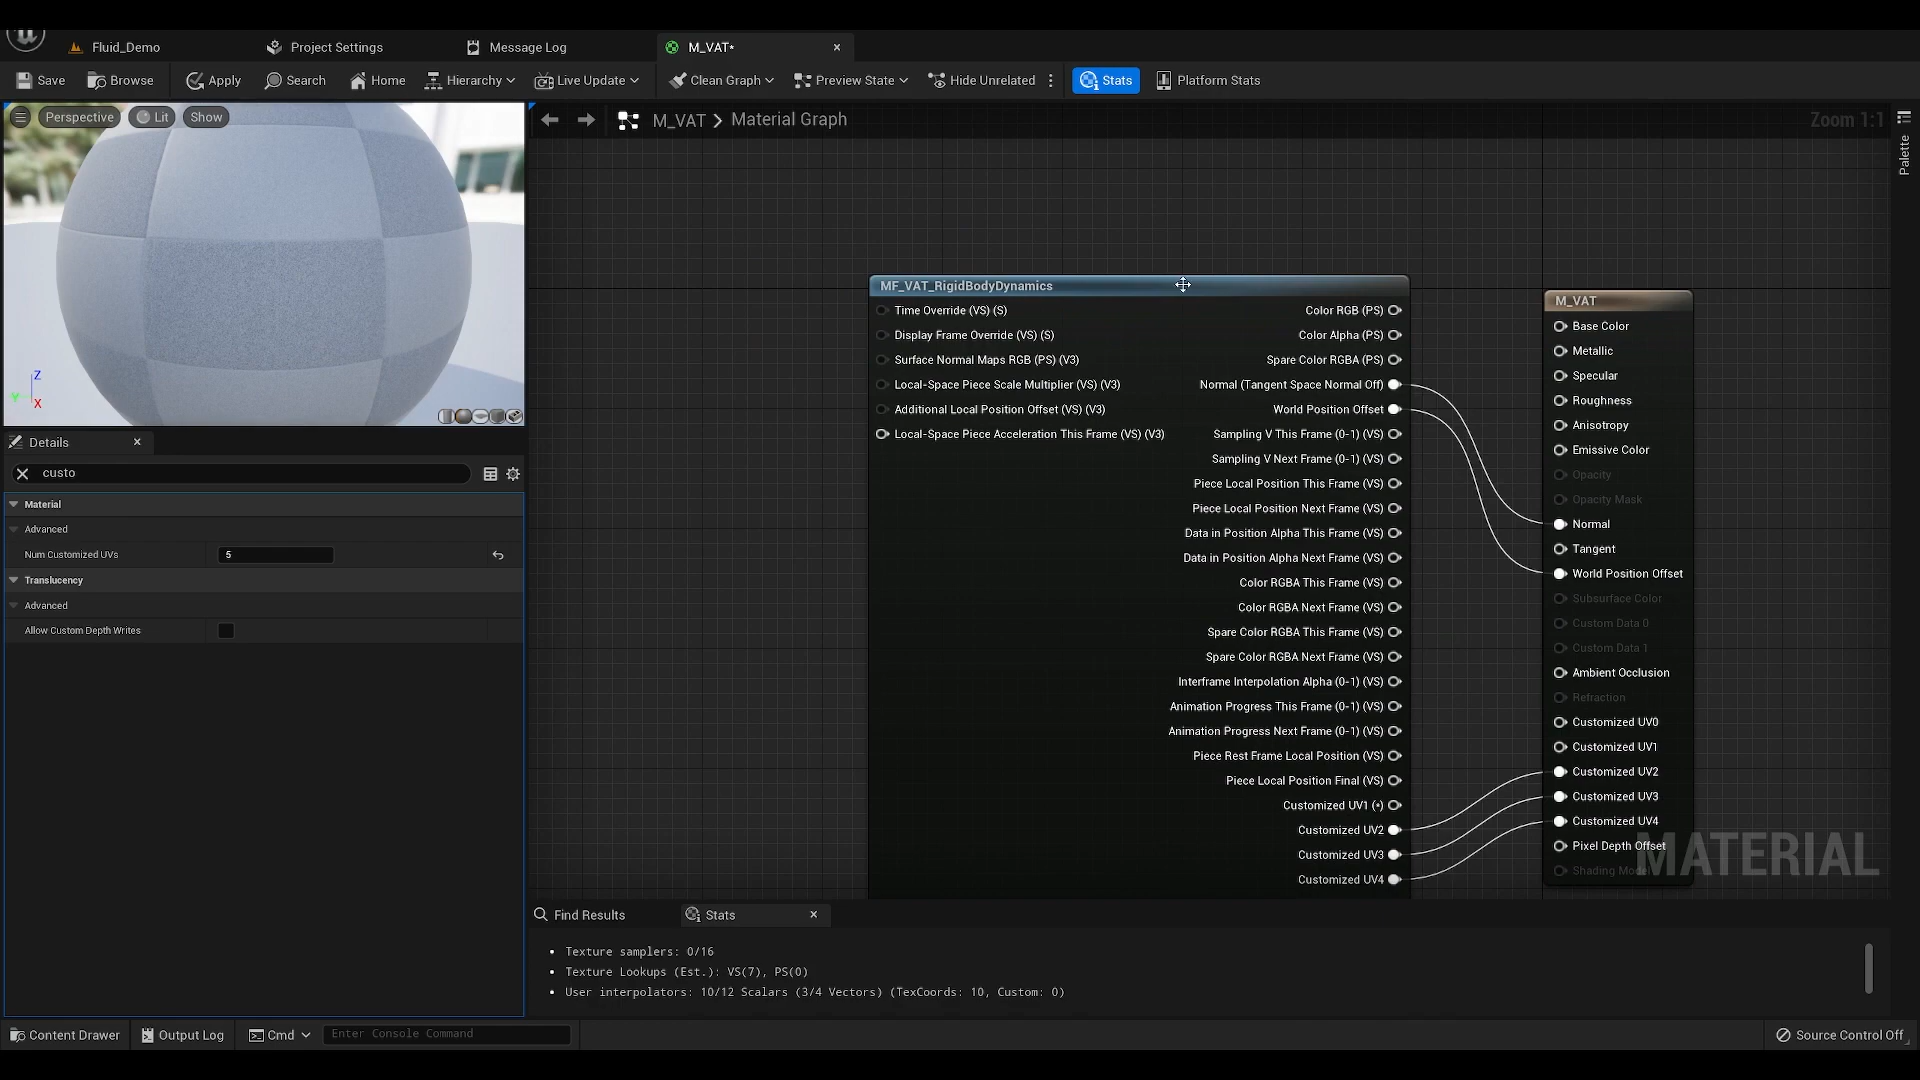 Fluid_Demo
Project Settings
Message Log
M_VAT*
Save
Browse
Apply
Search
Home
Hierarchy
Live Update
Clean Graph
Preview State
Hide Unrelated
Stats
Platform Stats
Perspective
Lit
Show
M_VAT > Material Graph
Zoom 1:1
Palette
Z
Y
X
Details
custo
Material
Advanced
Num Customized UVs
5
Translucency
Advanced
Allow Custom Depth Writes
MF_VAT_RigidBodyDynamics
Time Override (VS) (S)
Display Frame Override (VS) (S)
Surface Normal Maps RGB (PS) (V3)
Local-Space Piece Scale Multiplier (VS) (V3)
Additional Local Position Offset (VS) (V3)
Local-Space Piece Acceleration This Frame (VS) (V3)
Color RGB (PS)
Color Alpha (PS)
Spare Color RGBA (PS)
Normal (Tangent Space Normal Off)
World Position Offset
Sampling V This Frame (0-1) (VS)
Sampling V Next Frame (0-1) (VS)
Piece Local Position This Frame (VS)
Piece Local Position Next Frame (VS)
Data in Position Alpha This Frame (VS)
Data in Position Alpha Next Frame (VS)
Color RGBA This Frame (VS)
Color RGBA Next Frame (VS)
Spare Color RGBA This Frame (VS)
Spare Color RGBA Next Frame (VS)
Interframe Interpolation Alpha (0-1) (VS)
Animation Progress This Frame (0-1) (VS)
Animation Progress Next Frame (0-1) (VS)
Piece Rest Frame Local Position (VS)
Piece Local Position Final (VS)
Customized UV1 (*)
Customized UV2
Customized UV3
Customized UV4
M_VAT
Base Color
Metallic
Specular
Roughness
Anisotropy
Emissive Color
Opacity
Opacity Mask
Normal
Tangent
World Position Offset
Subsurface Color
Custom Data 0
Custom Data 1
Ambient Occlusion
Refraction
Customized UV0
Customized UV1
Customized UV2
Customized UV3
Customized UV4
Pixel Depth Offset
Shading Model
MATERIAL
Find Results
Stats
• Texture samplers: 0/16
• Texture Lookups (Est.): VS(7), PS(0)
• User interpolators: 10/12 Scalars (3/4 Vectors) (TexCoords: 10, Custom: 0)
Content Drawer
Output Log
Cmd
Enter Console Command
Source Control Off